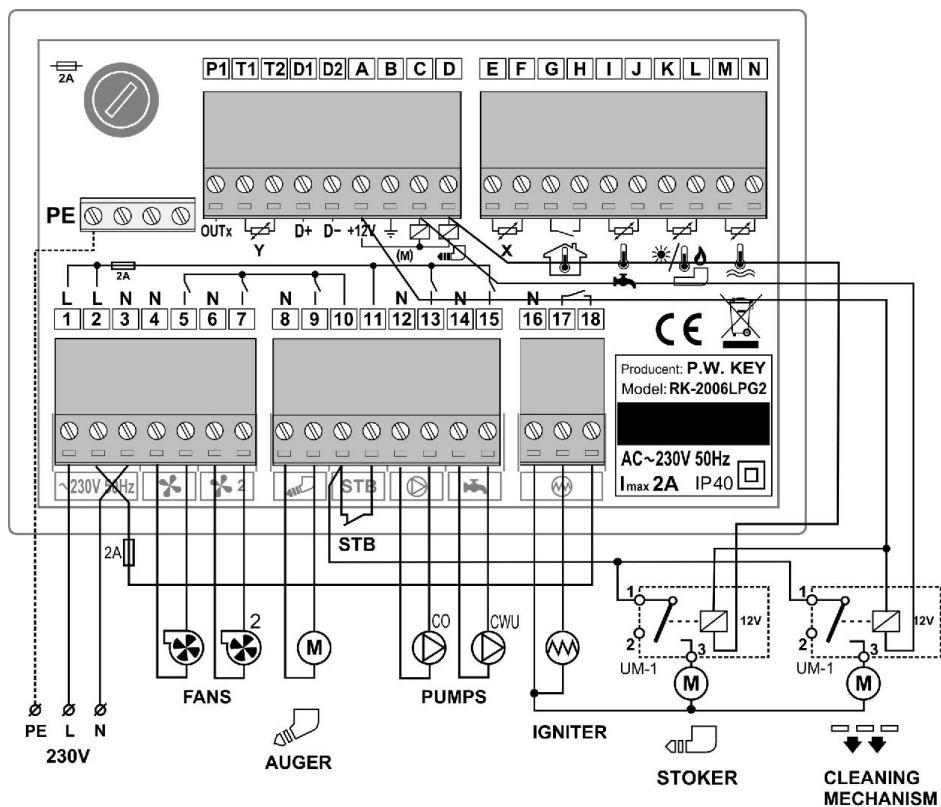 2A
P1 T1 T2 D1 D2 A B C D
E F G H I J K L M N
PE
OUTx Y D+ D− +12V
(M)
X
2A
L L N N N N N N N
1 2 3 4 5 6 7
8 9 10 11 12 13 14 15
16 17 18
CE
Producent: P.W. KEY
Model: RK-2006LPG2
AC~230V 50Hz
Imax 2A IP40
~230V 50Hz
2
STB
STB
2A
1
2
3
12V
UM-1
1
2
3
12V
UM-1
2
CO
CWU
M
M
M
FANS
PUMPS
IGNITER
PE L N
230V
AUGER
STOKER
CLEANING
MECHANISM